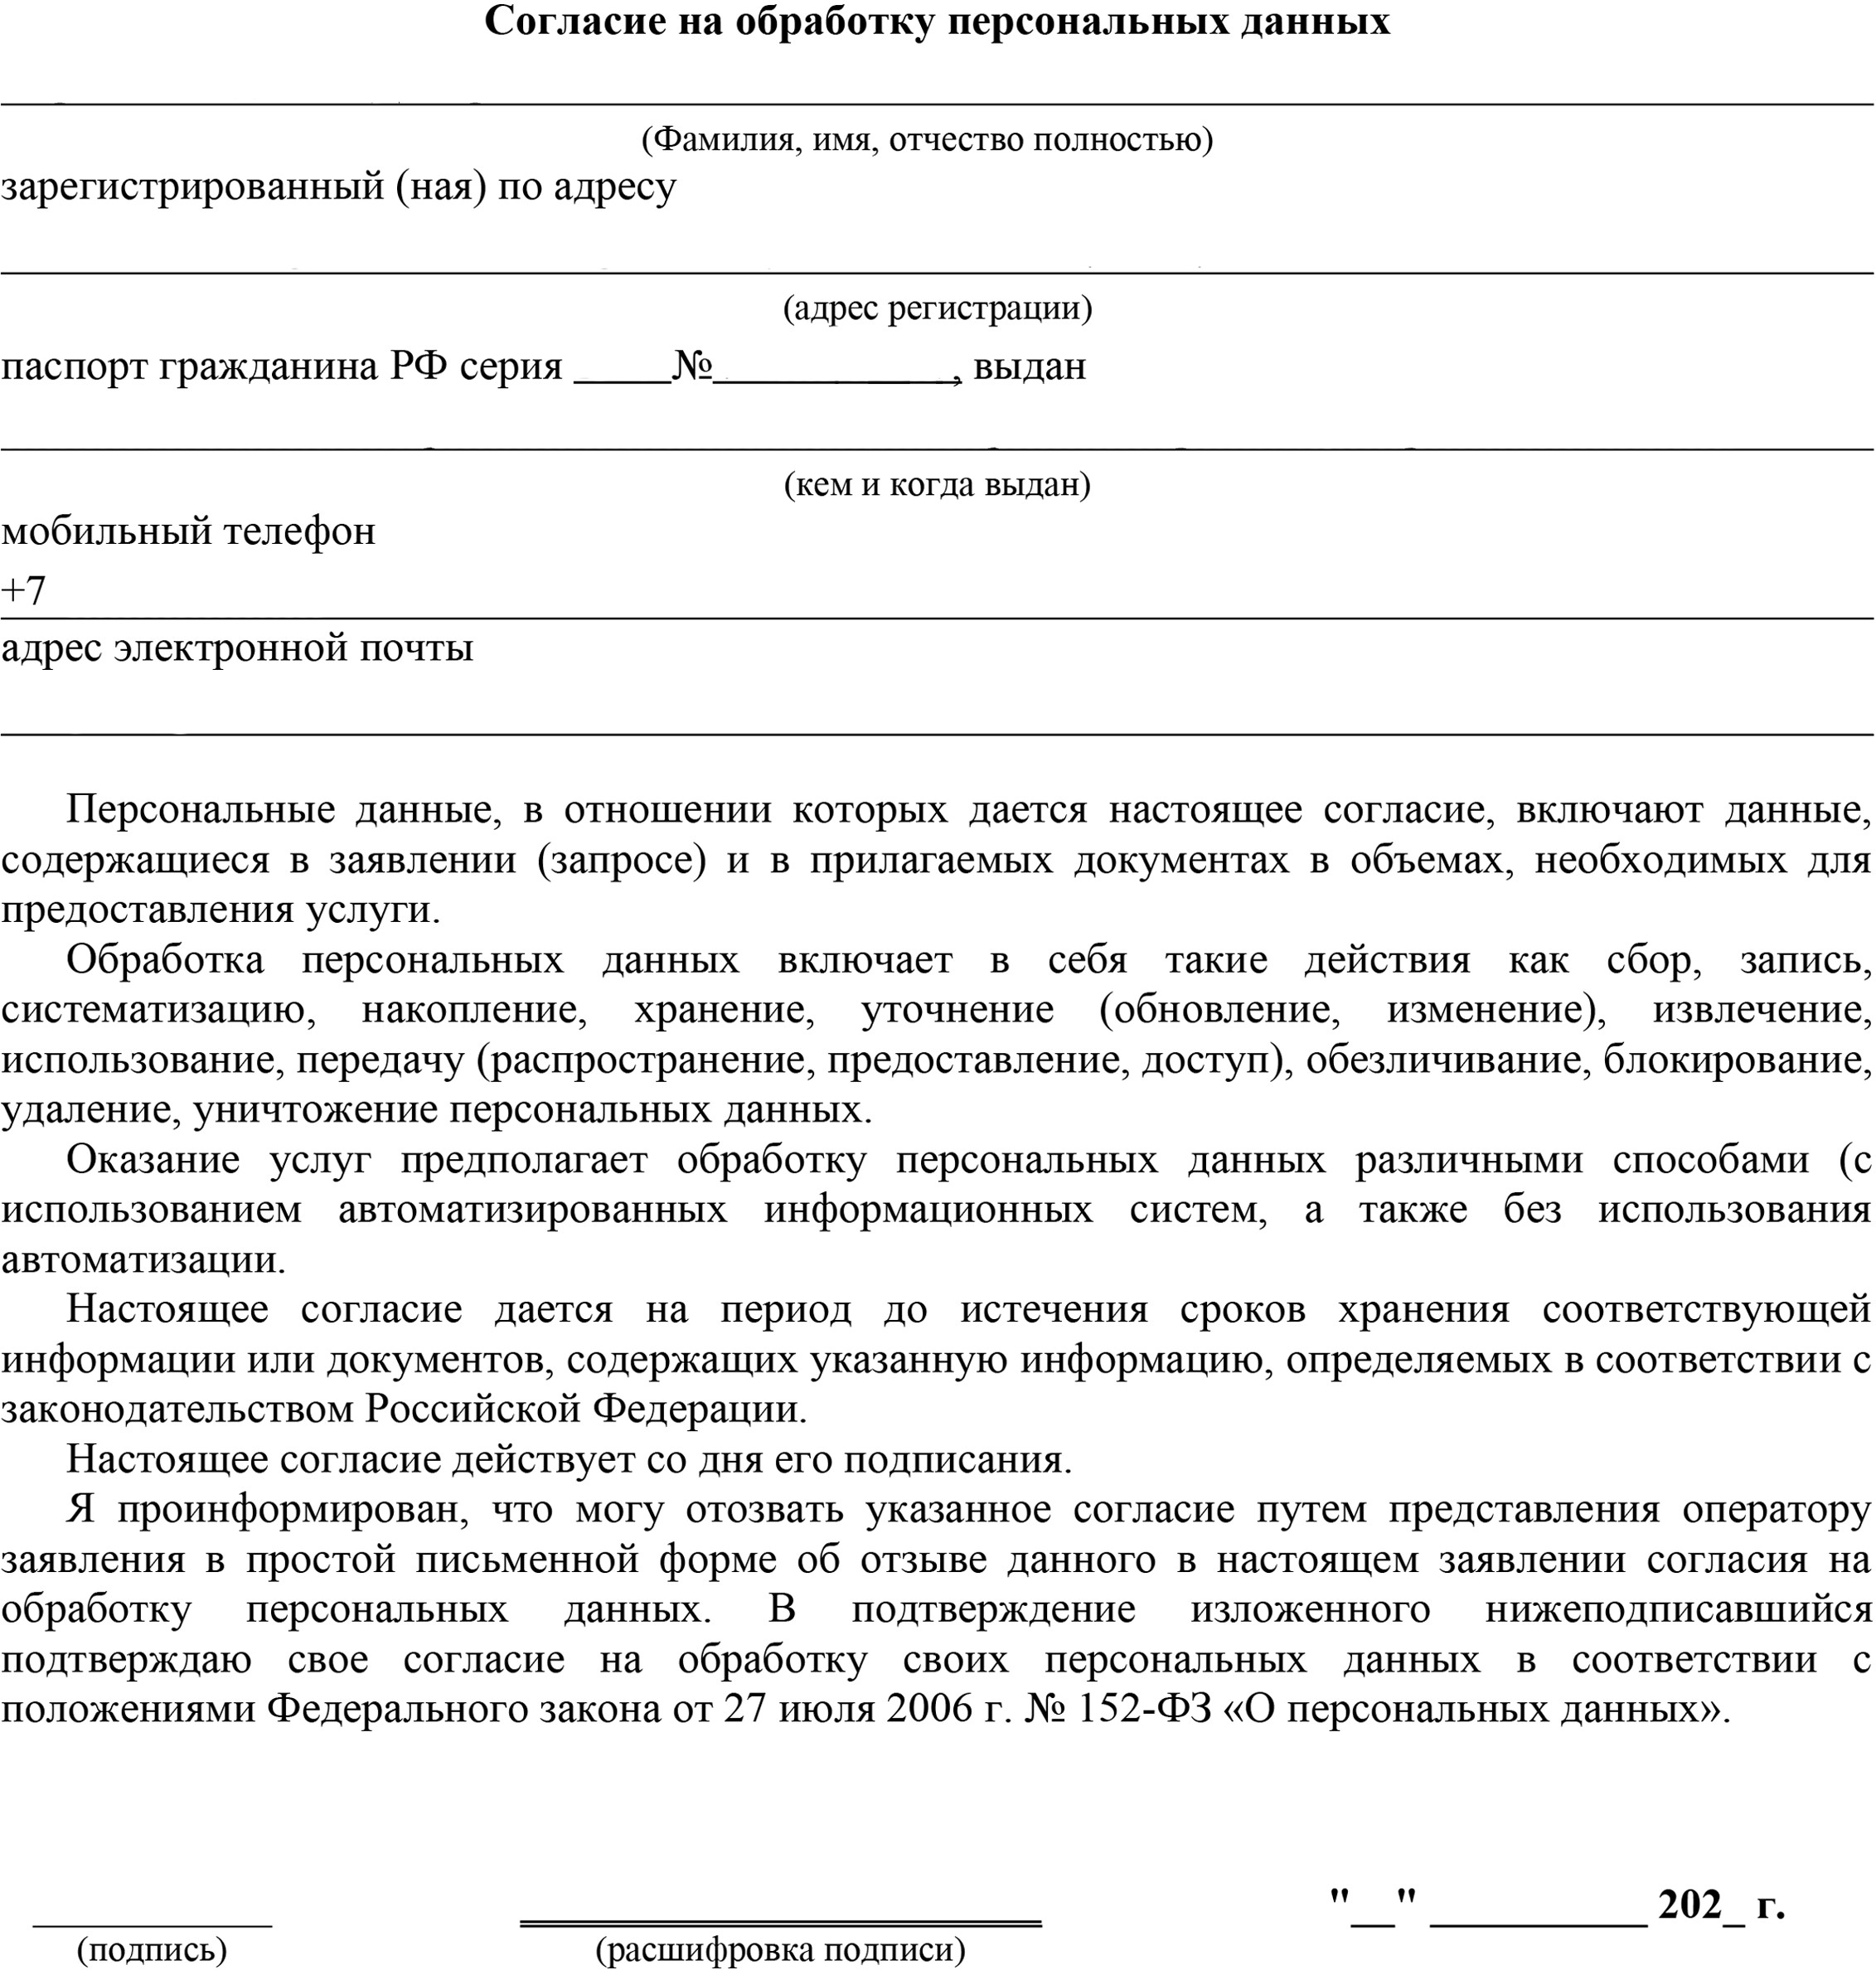 Согласие на обработку персональных данных
(Фамилия, имя, отчество полностью)
зарегистрированный (ная) по адресу
(адрес регистрации)
паспорт гражданина РФ серия _____№____________, выдан
(кем и когда выдан)
мобильный телефон
+7
адрес электронной почты
Персональные данные, в отношении которых дается настоящее согласие, включают данные,
содержащиеся в заявлении (запросе) и в прилагаемых документах в объемах, необходимых для
предоставления услуги.
Обработка персональных данных включает в себя такие действия как сбор, запись,
систематизацию, накопление, хранение, уточнение (обновление, изменение), извлечение,
использование, передачу (распространение, предоставление, доступ), обезличивание, блокирование,
удаление, уничтожение персональных данных.
Оказание услуг предполагает обработку персональных данных различными способами (с
использованием автоматизированных информационных систем, а также без использования
автоматизации.
Настоящее согласие дается на период до истечения сроков хранения соответствующей
информации или документов, содержащих указанную информацию, определяемых в соответствии с
законодательством Российской Федерации.
Настоящее согласие действует со дня его подписания.
Я проинформирован, что могу отозвать указанное согласие путем представления оператору
заявления в простой письменной форме об отзыве данного в настоящем заявлении согласия на
обработку персональных данных. В подтверждение изложенного нижеподписавшийся
подтверждаю свое согласие на обработку своих персональных данных в соответствии с
положениями Федерального закона от 27 июля 2006 г. № 152-ФЗ «О персональных данных».
"__" __________ 202_ г.
(подпись) (расшифровка подписи)